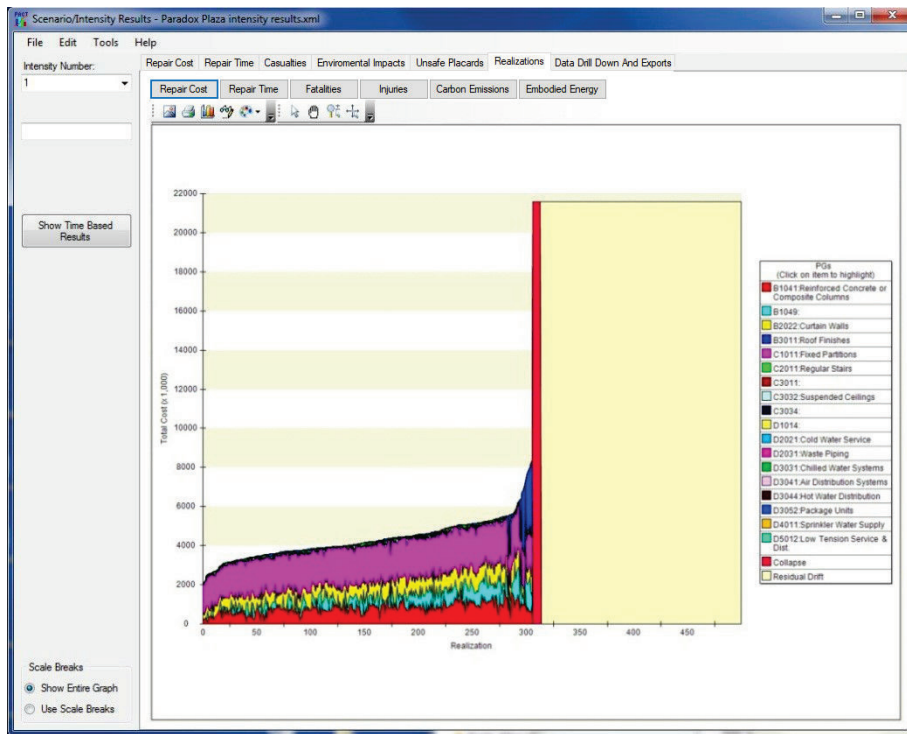 Scenario/Intensity Results - Paradox Plaza intensity results.xml
File Edit Tools Help
Intensity Number:
1
Show Time Based
Results
Scale Breaks
Show Entire Graph
Use Scale Breaks
Repair Cost Repair Time Casualties Enviromental Impacts Unsafe Placards Realizations Data Drill Down And Exports
Repair Cost Repair Time Fatalities Injuries Carbon Emissions Embodied Energy
Total Cost (x 1,000)
22000
20000
18000
16000
14000
12000
10000
8000
6000
4000
2000
0
0 50 100 150 200 250 300 350 400 450
Realization
PGs
(Click on item to highlight)
B1041:Reinforced Concrete or
Composite Columns
B1049:
B2022:Curtain Walls
B3011:Roof Finishes
C1011:Fixed Partitions
C2011:Regular Stairs
C3011:
C3032:Suspended Ceilings
C3034:
D1014:
D2021:Cold Water Service
D2031:Waste Piping
D3031:Chilled Water Systems
D3041:Air Distribution Systems
D3044:Hot Water Distribution
D3052:Package Units
D4011:Sprinkler Water Supply
D5012:Low Tension Service &
Dist.
Collapse
Residual Drift